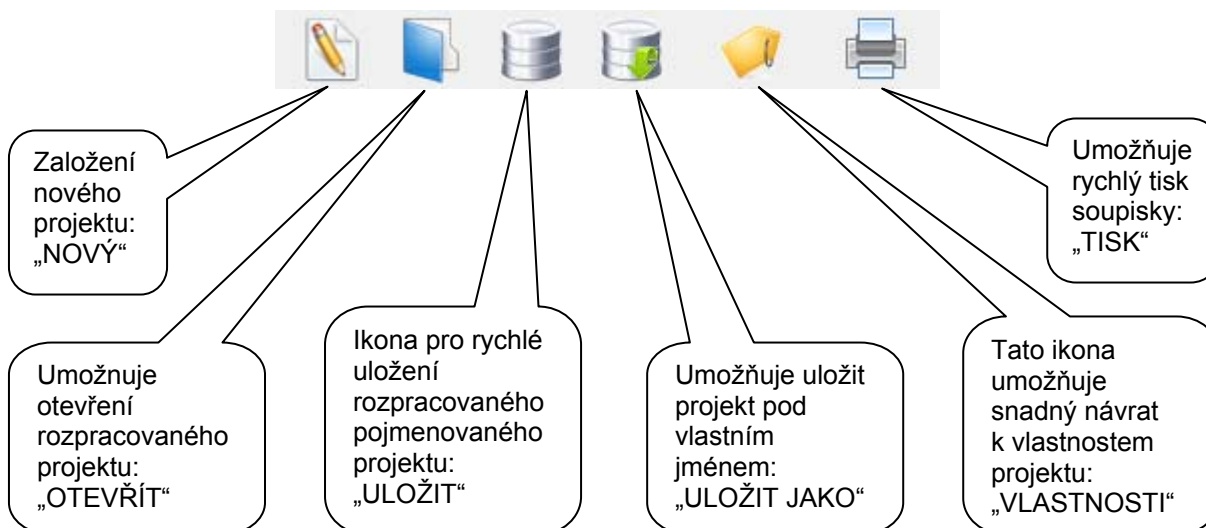 Založení
nového
projektu:
„NOVÝ“
Umožňuje
rychlý tisk
soupisky:
„TISK“
Umožnuje
otevření
rozpracovaného
projektu:
„OTEVŘÍT“
Ikona pro rychlé
uložení
rozpracovaného
pojmenovaného
projektu:
„ULOŽIT“
Umožňuje uložit
projekt pod
vlastním
jménem:
„ULOŽIT JAKO“
Tato ikona
umožňuje
snadný návrat
k vlastnostem
projektu:
„VLASTNOSTI“